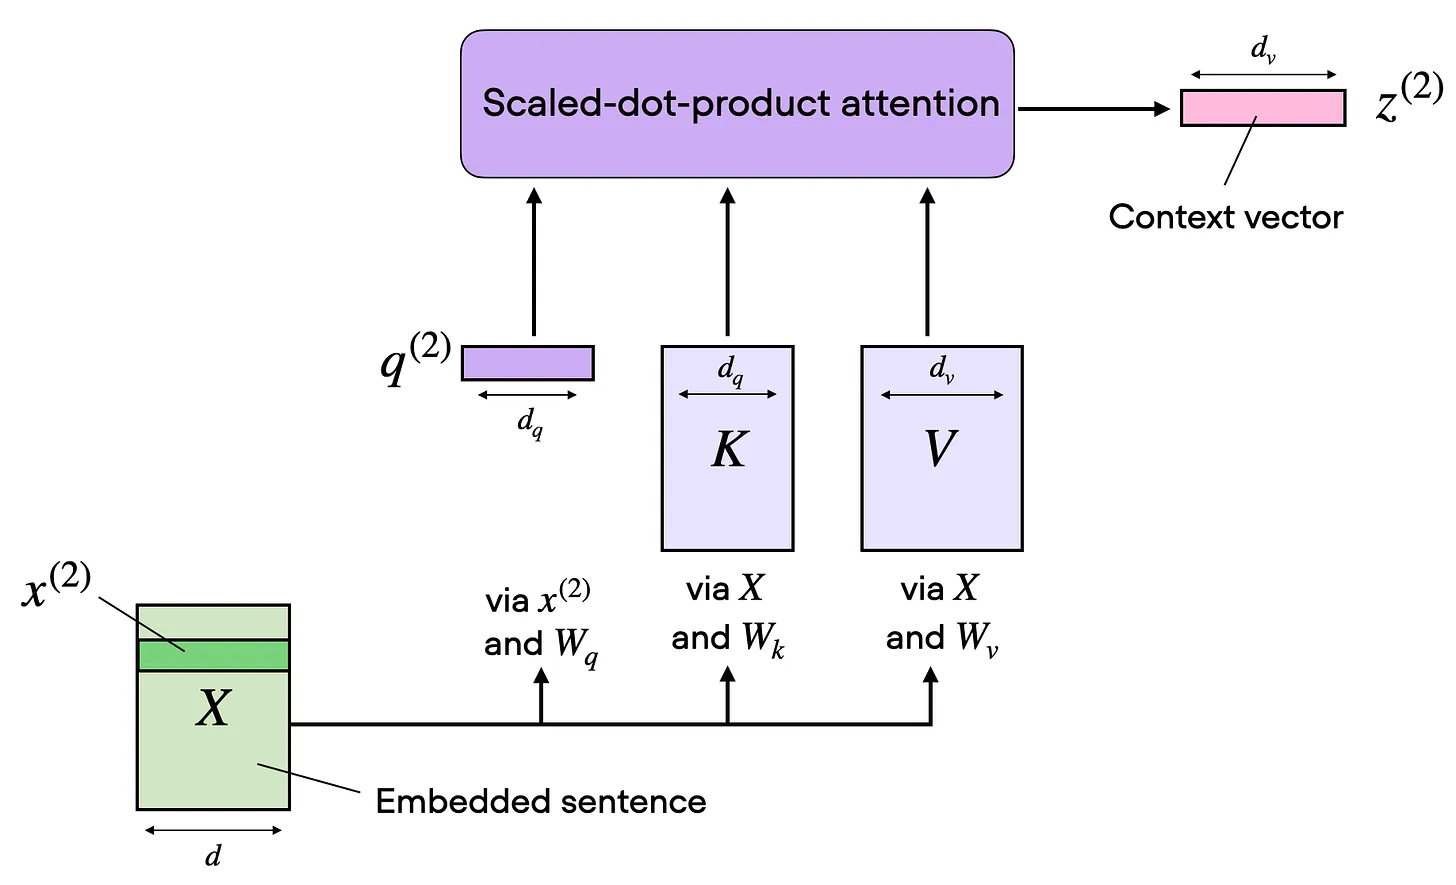 Scaled-dot-product attention
d_v
z^(2)
Context vector
q^(2)
d_q
d_q
K
d_v
V
x^(2)
X
d
Embedded sentence
via x^(2)
and W_q
via X
and W_k
via X
and W_v